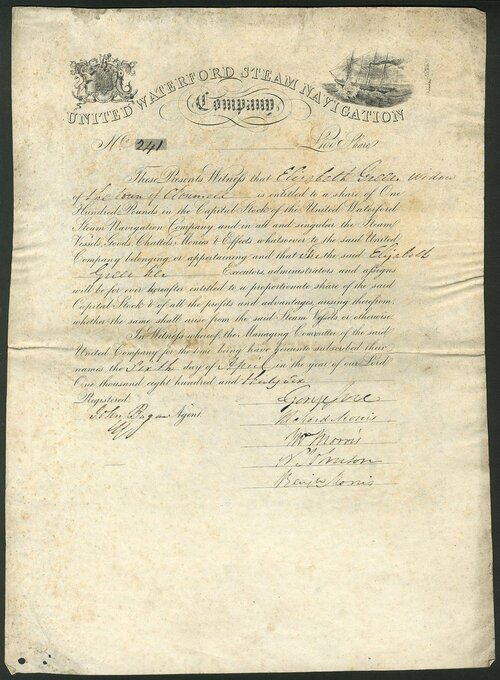 UNITED WATERFORD STEAM NAVIGATION
Company
No. 241 £100 Share
These Presents Witness that Elizabeth Widow
of the town of Clonmel is entitled to a share of One
Hundred Pounds in the Capital Stock of the United Waterford
Steam Navigation Company and in all and singular the Steam
Vessels, Goods, Chattels, Monies & Effects whatsoever to the said United
Company belonging or appertaining and that She the said Elizabeth
her Executors, administrators and assigns
will be for ever hereafter entitled to a proportionate share of the said
Capital Stock & of all the profits and advantages arising therefrom,
whether the same shall arise from the said Steam Vessels or otherwise.
In Witness whereof the Managing Committee of the said
United Company for the time being have hereunto subscribed their
names the Sixth day of April in the year of our Lord
One thousand eight hundred and thirty six
Registered
John Agent
Richard Morris
Wm Morris
Benjn Morris